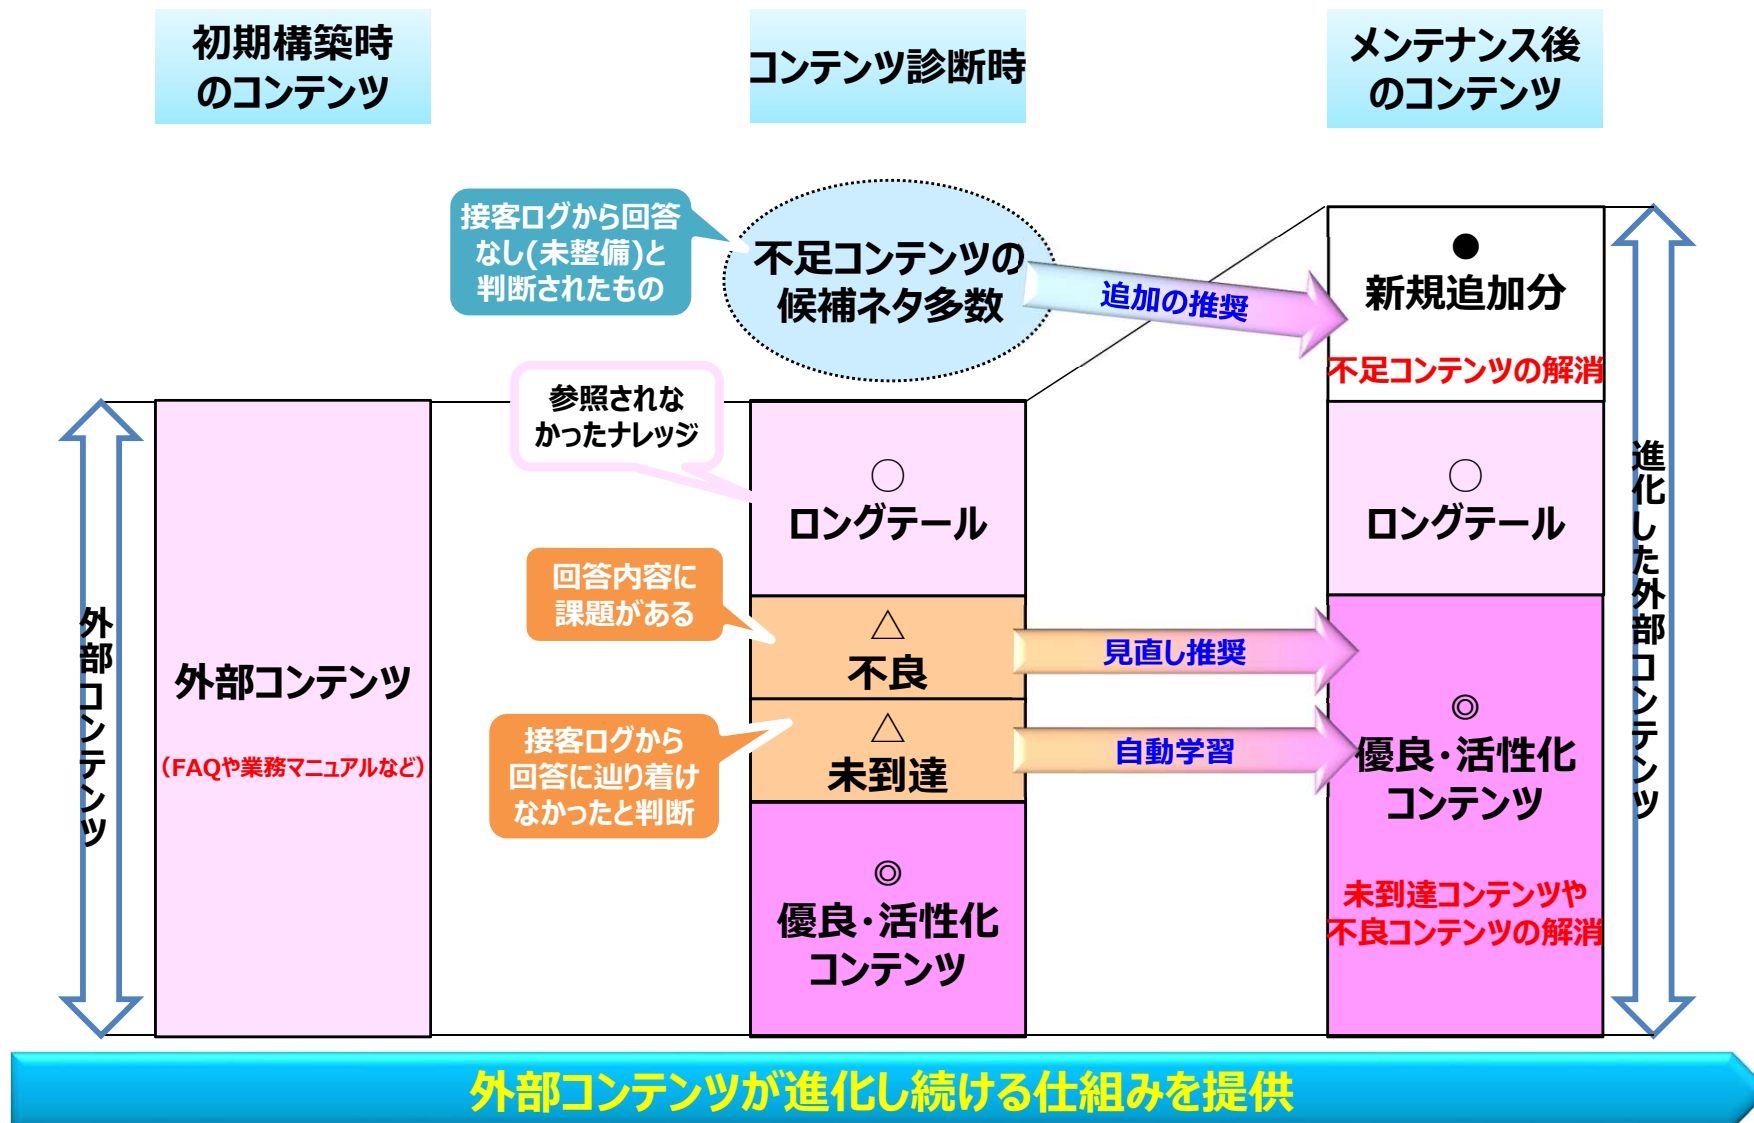 初期構築時
のコンテンツ
コンテンツ診断時
メンテナンス後
のコンテンツ
接客ログから回答
なし(未整備)と
判断されたもの
不足コンテンツの
候補ネタ多数
追加の推奨
●
新規追加分
不足コンテンツの解消
参照されな
かったナレッジ
○
ロングテール
○
ロングテール
回答内容に
課題がある
△
不良
見直し推奨
接客ログから
回答に辿り着け
なかったと判断
△
未到達
自動学習
外部コンテンツ
外部コンテンツ
(FAQや業務マニュアルなど)
◎
優良・活性化
コンテンツ
◎
優良・活性化
コンテンツ
未到達コンテンツや
不良コンテンツの解消
進化した外部コンテンツ
外部コンテンツが進化し続ける仕組みを提供